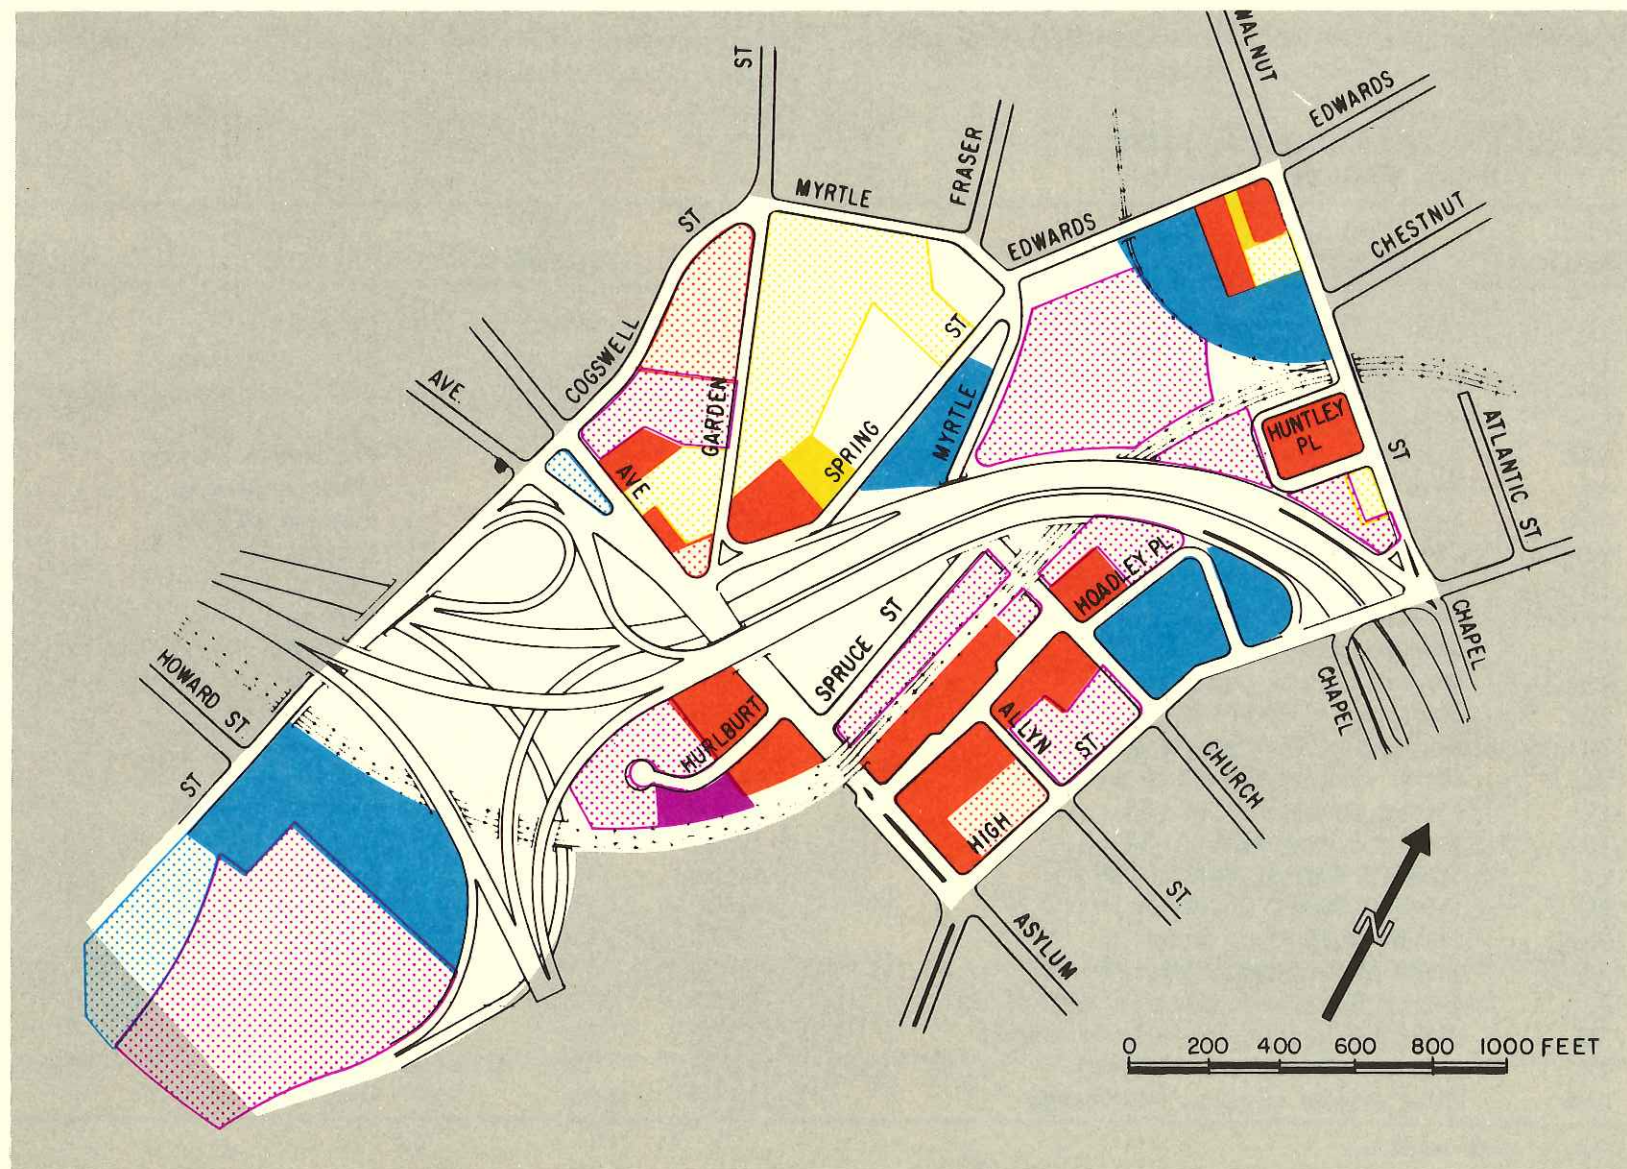 WALNUT
ST
EDWARDS
MYRTLE
FRASER
ST
EDWARDS
CHESTNUT
COGSWELL
AVE.
GARDEN
ST
MYRTLE
SPRING
AVE
HUNTLEY
PL
ST
ATLANTIC ST
HOADLEY PL
SPRUCE ST
HOWARD ST.
HURLBURT
ALLYN
ST.
CHAPEL
CHAPEL
CHURCH
ST
HIGH
ST.
ASYLUM
N
0 200 400 600 800 1000 FEET